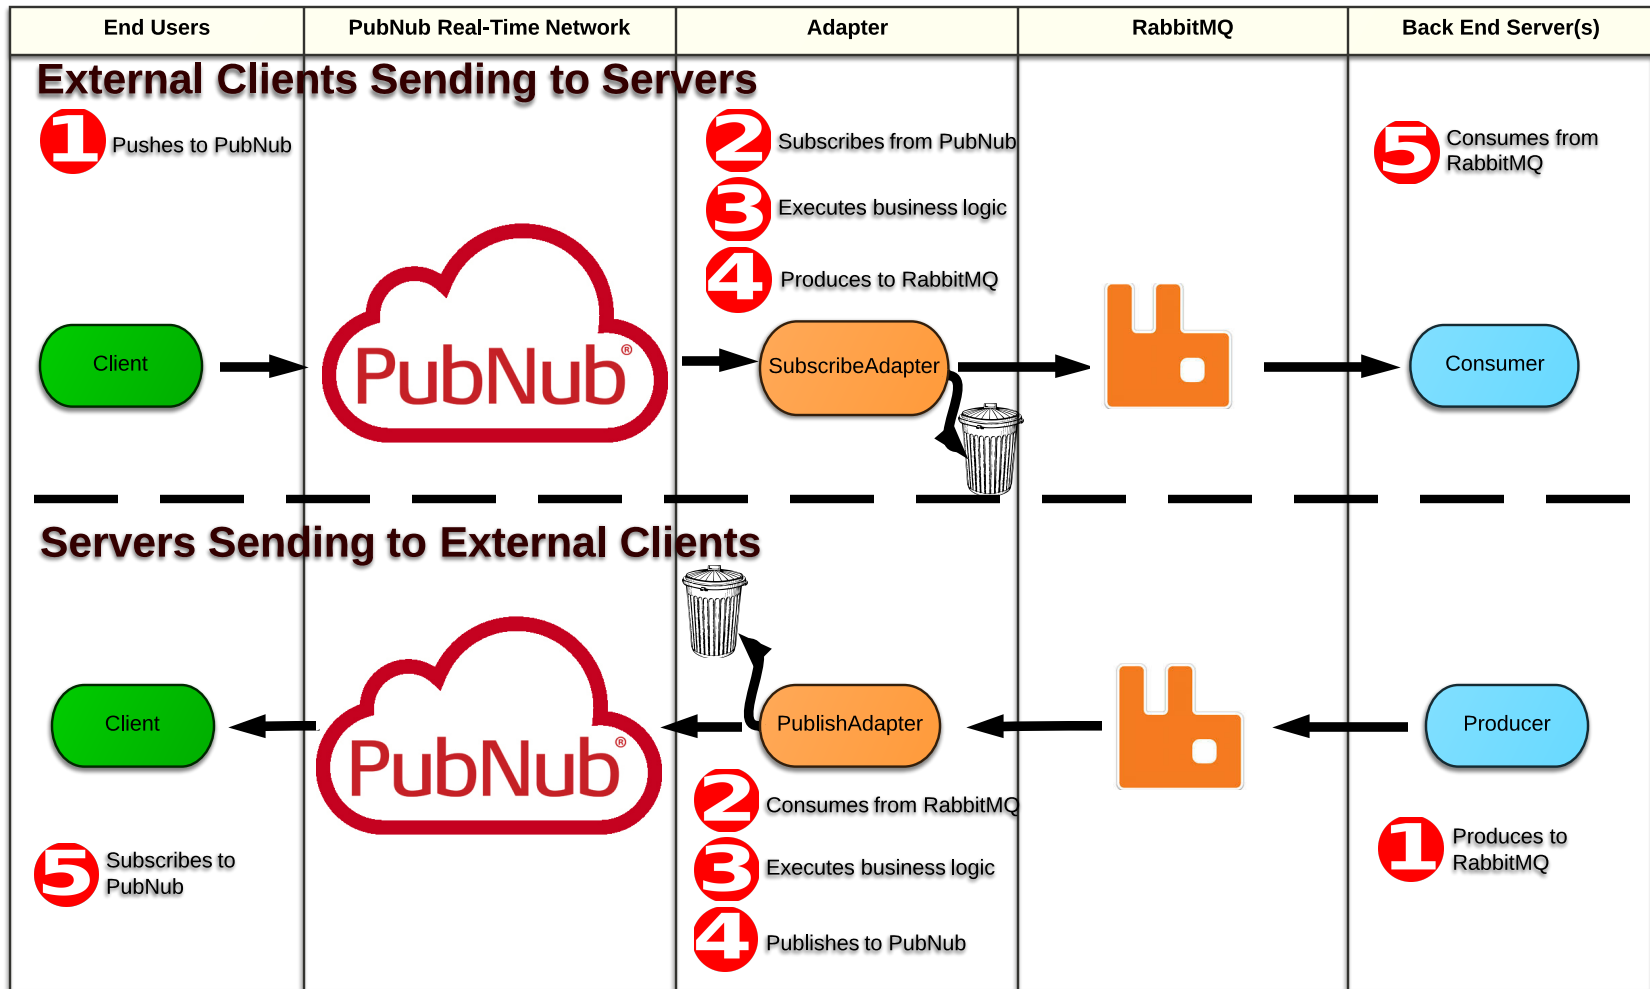 End Users
PubNub Real-Time Network
Adapter
RabbitMQ
Back End Server(s)
External Clients Sending to Servers
1
Pushes to PubNub
2
Subscribes from PubNub
3
Executes business logic
4
Produces to RabbitMQ
5
Consumes from
RabbitMQ
Client
PubNub®
SubscribeAdapter
Consumer
Servers Sending to External Clients
Client
PubNub®
PublishAdapter
Producer
2
Consumes from RabbitMQ
3
Executes business logic
4
Publishes to PubNub
1
Produces to
RabbitMQ
5
Subscribes to
PubNub